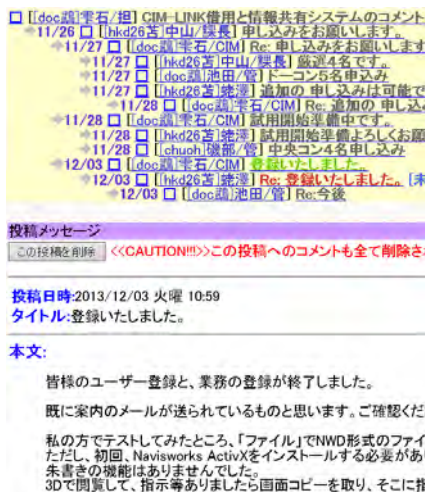 [[doc錻]雫石/担] CIM-LINK借用と情報共有システムのコメント
11/26 [[hkd26苫]中山/課長] 申し込みをお願いします。
11/27 [[doc錻]雫石/CIM] Re: 申し込みをお願いします
11/27 [[hkd26苫]中山/課長] 厳選4名です。
11/27 [[doc錻]池田/管] ドーコン5名申込み
11/27 [[hkd26苫]蛯澤] 追加の 申し込みは可能で
11/28 [[doc錻]雫石/CIM] Re: 追加の 申し込
11/28 [[doc錻]雫石/CIM] 試用開始準備中です。
11/28 [[hkd26苫]蛯澤] 試用開始準備よろしくお願
11/28 [[chuoh]磯部/管] 中央コン4名申し込み
12/03 [[doc錻]雫石/CIM] 登録いたしました。
12/03 [[hkd26苫]蛯澤] Re: 登録いたしました。 [未
12/03 [[doc錻]池田/管] Re:今後
投稿メッセージ
この投稿を削除 <<CAUTION!!!>>この投稿へのコメントも全て削除さ
投稿日時:2013/12/03 火曜 10:59
タイトル:登録いたしました。
本文:
皆様のユーザー登録と、業務の登録が終了しました。
既に案内のメールが送られているものと思います。ご確認くだ
私の方でテストしてみたところ、「ファイル」でNWD形式のファイ
ただし、初回、Navisworks ActivXをインストールする必要があ
朱書きの機能はありませんでした。
3Dで閲覧して、指示等ありましたら画面コピーを取り、そこに指